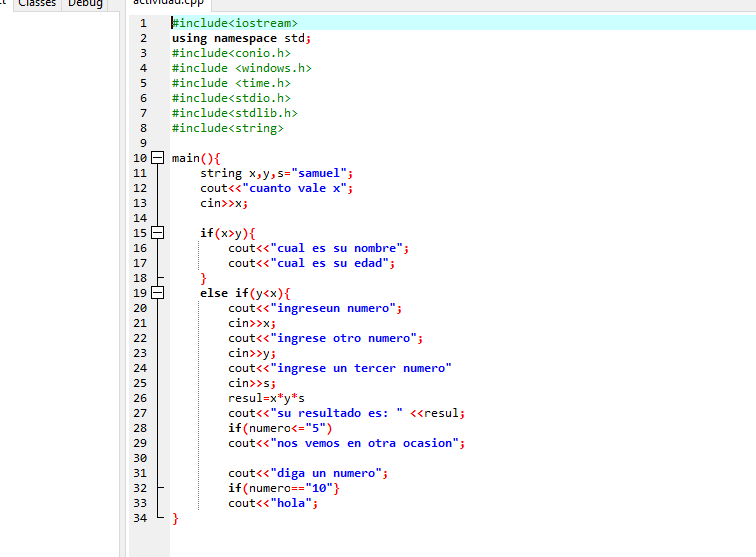 Classes Debug actividad.cpp
1 #include<iostream>
2 using namespace std;
3 #include<conio.h>
4 #include <windows.h>
5 #include <time.h>
6 #include<stdio.h>
7 #include<stdlib.h>
8 #include<string>
9
10 main(){
11 string x,y,s="samuel";
12 cout<<"cuanto vale x";
13 cin>>x;
14
15 if(x>y){
16 cout<<"cual es su nombre";
17 cout<<"cual es su edad";
18 }
19 else if(y<x){
20 cout<<"ingreseun numero";
21 cin>>x;
22 cout<<"ingrese otro numero";
23 cin>>y;
24 cout<<"ingrese un tercer numero"
25 cin>>s;
26 resul=x*y*s
27 cout<<"su resultado es: " <<resul;
28 if(numero<="5")
29 cout<<"nos vemos en otra ocasion";
30
31 cout<<"diga un numero";
32 if(numero=="10"}
33 cout<<"hola";
34 }